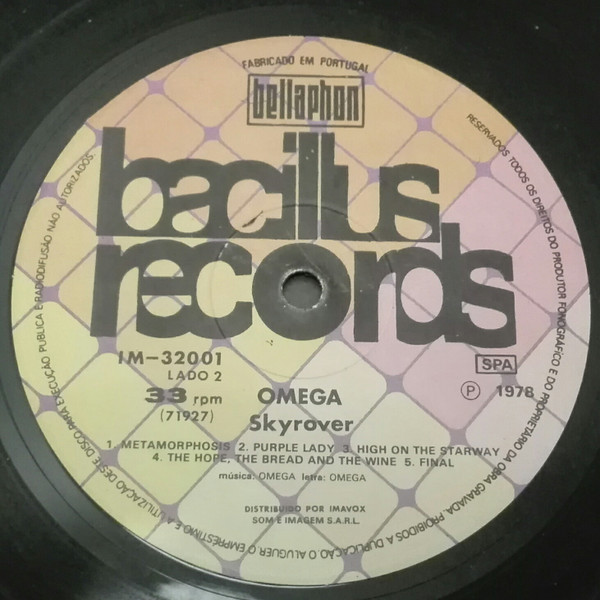 FABRICADO EM PORTUGAL
bellaphon
bacillus
records
IM-32001
LADO 2
33 rpm
(71927)
SPA
Ⓟ 1978
OMEGA
Skyrover
1. METAMORPHOSIS 2. PURPLE LADY 3. HIGH ON THE STARWAY
4. THE HOPE, THE BREAD AND THE WINE 5. FINAL
música: OMEGA letra: OMEGA
DISTRIBUIDO POR IMAVOX
SOM E IMAGEM S.A.R.L.
RESERVADOS TODOS OS DIREITOS DO PRODUTOR FONOGRÁFICO E DO PROPRIETÁRIO DA OBRA GRAVADA. PROIBIDOS A DUPLICAÇÃO, O ALUGUER O EMPRÉSTIMO E A UTILIZAÇÃO DESTE DISCO PARA EXECUÇÃO PUBLICA E RADIODIFUSÃO NÃO AUTORIZADOS.